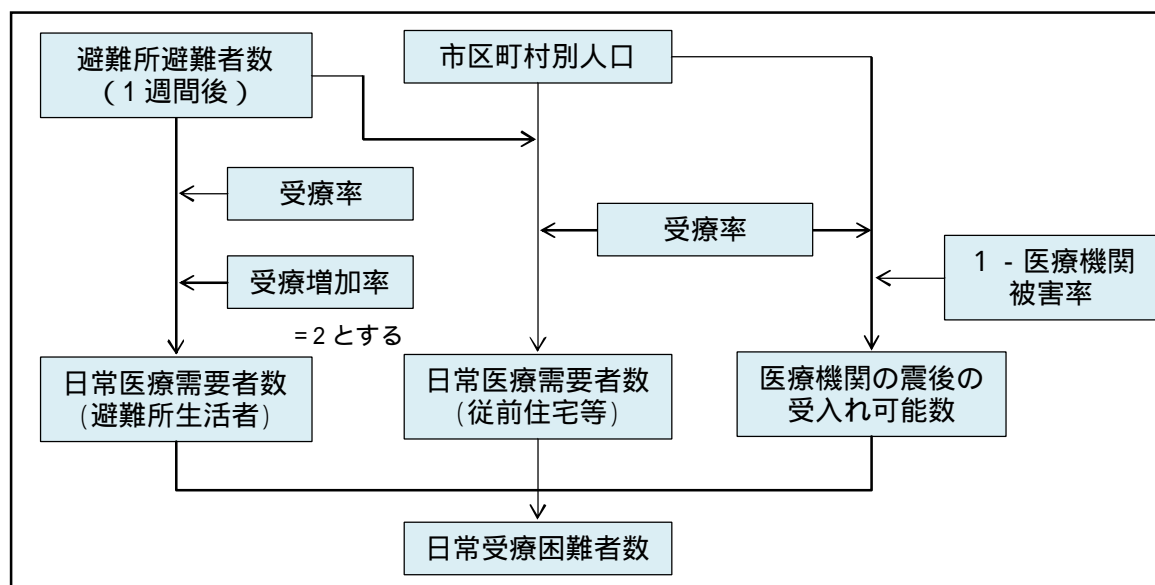 避難所避難者数
（1週間後）
市区町村別人口
受療率
受療率
受療増加率
=2とする
1 - 医療機関
被害率
日常医療需要者数
(避難所生活者)
日常医療需要者数
(従前住宅等)
医療機関の震後の
受入れ可能数
日常受療困難者数